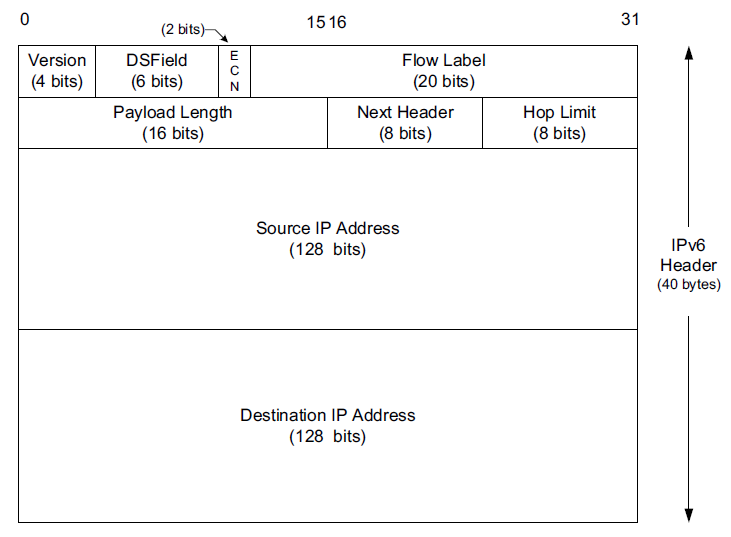 0 15 16 31
(2 bits)
Version DSField E Flow Label
(4 bits) (6 bits) C (20 bits)
N
Payload Length Next Header Hop Limit
(16 bits) (8 bits) (8 bits)
Source IP Address
(128 bits)
IPv6
Header
(40 bytes)
Destination IP Address
(128 bits)